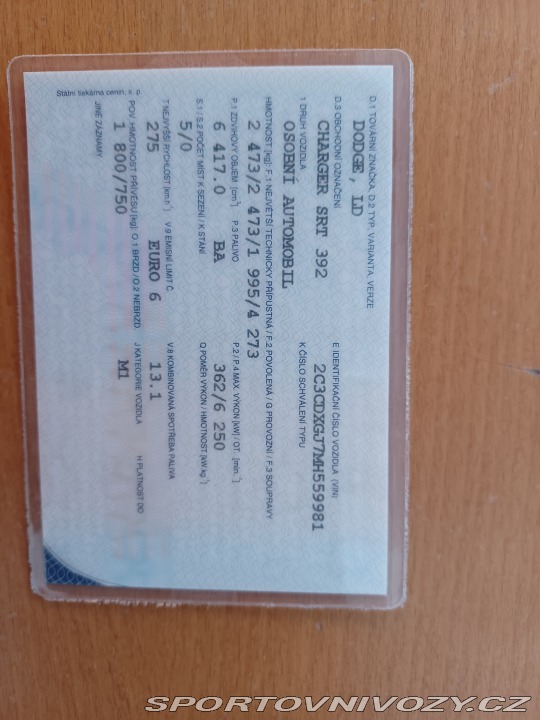 D.1 TOVÁRNÍ ZNAČKA, D.2 TYP, VARIANTA, VERZE
DODGE, LD
D.3 OBCHODNÍ OZNAČENÍ E IDENTIFIKAČNÍ ČÍSLO VOZIDLA (VIN)
CHARGER SRT 392 2C3CDXGJ7MH559981
1 DRUH VOZIDLA K ČÍSLO SCHVÁLENÍ TYPU
OSOBNÍ AUTOMOBIL
HMOTNOST [kg]: F.1 NEJVĚTŠÍ TECHNICKY PŘÍPUSTNÁ / F.2 POVOLENÁ / G PROVOZNÍ / F.3 SOUPRAVY
2 473/2 473/1 995/4 273
P.1 ZDVIHOVÝ OBJEM [cm³] P.3 PALIVO P.2 / P.4 MAX. VÝKON [kW] / OT. [min.⁻¹]
6 417.0 BA 362/6 250
S.1 / S.2 POČET MÍST K SEZENÍ / K STÁNÍ Q POMĚR VÝKON / HMOTNOST [kW.kg⁻¹]
5/0
T NEJVYŠŠÍ RYCHLOST [km.h⁻¹] V.9 EMISNÍ LIMIT Č. V.8 KOMBINOVANÁ SPOTŘEBA PALIVA
275 EURO 6 13.1
POV. HMOTNOST PŘÍVĚSU [kg]: O.1 BRZD./ O.2 NEBRZD. J KATEGORIE VOZIDLA H PLATNOST DO
1 800/750 M1
JINÉ ZÁZNAMY
Státní tiskárna cenin, s. p.
SPORTOVNIVOZY.CZ